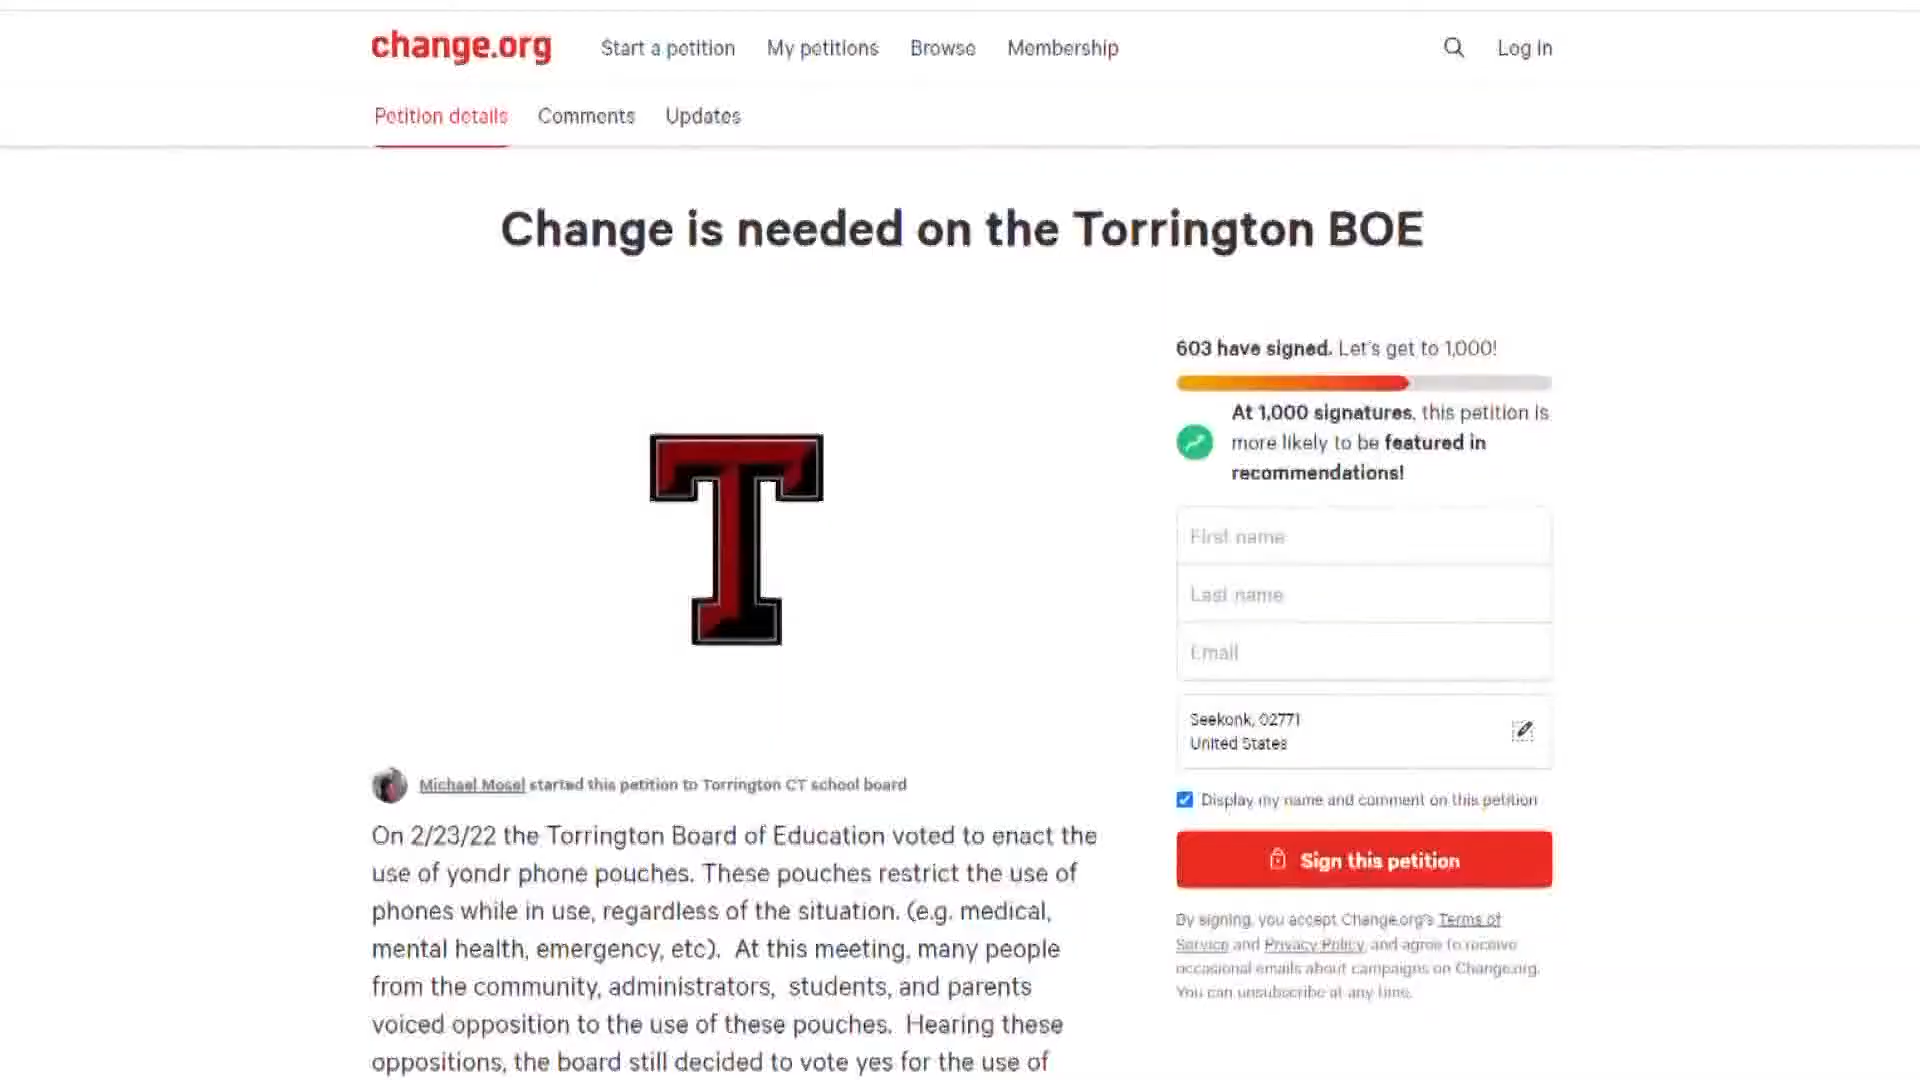 change.org Start a petition My petitions Browse Membership Log in
Petition details Comments Updates
Change is needed on the Torrington BOE
603 have signed. Let's get to 1,000!
At 1,000 signatures, this petition is
more likely to be featured in
recommendations!
First name
Last name
Email
Seekonk, 02771
United States
Display my name and comment on this petition
Sign this petition
By signing, you accept Change.org's Terms of
Service and Privacy Policy, and agree to receive
occasional emails about campaigns on Change.org.
You can unsubscribe at any time.
T
Michael Mosel started this petition to Torrington CT school board
On 2/23/22 the Torrington Board of Education voted to enact the
use of yondr phone pouches. These pouches restrict the use of
phones while in use, regardless of the situation. (e.g. medical,
mental health, emergency, etc). At this meeting, many people
from the community, administrators, students, and parents
voiced opposition to the use of these pouches. Hearing these
oppositions, the board still decided to vote yes for the use of